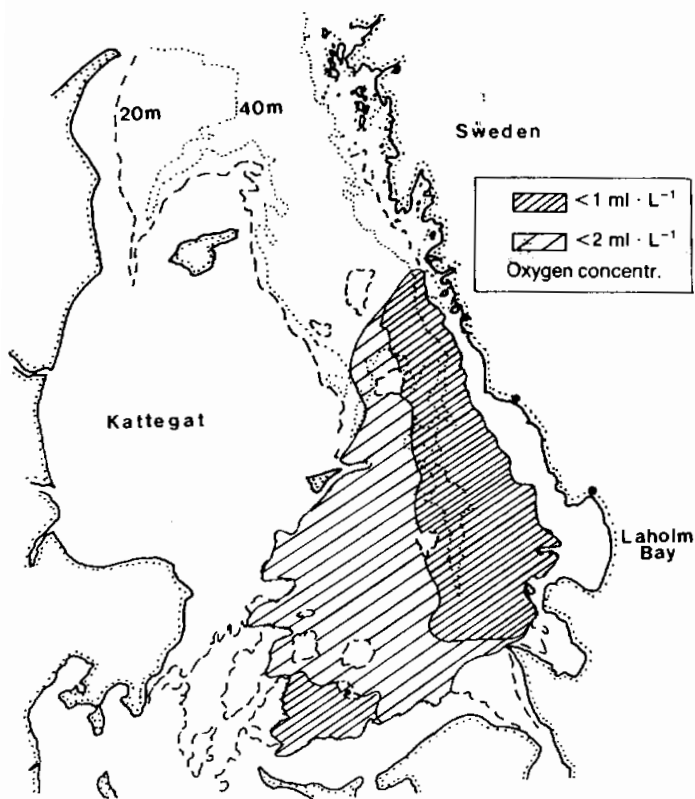 20m
40m
Sweden
<1 ml · L⁻¹
<2 ml · L⁻¹
Oxygen concentr.
Kattegat
Laholm
Bay